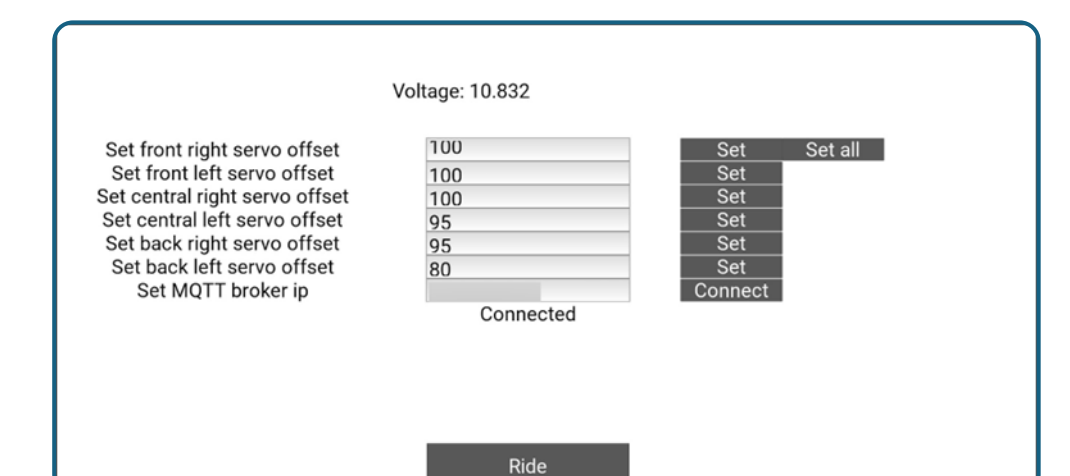 Voltage: 10.832
Set front right servo offset 100 Set Set all
Set front left servo offset 100 Set
Set central right servo offset 100 Set
Set central left servo offset 95 Set
Set back right servo offset 95 Set
Set back left servo offset 80 Set
Set MQTT broker ip Connect
Connected
Ride